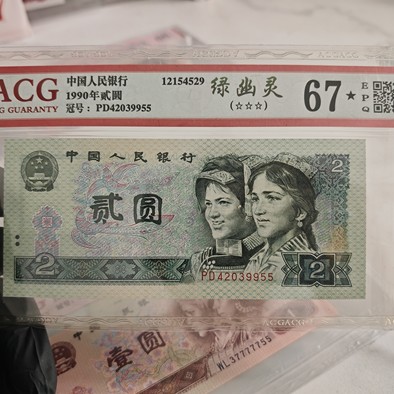 ACG
NG GUARANTY
中国人民银行
1990年贰圆
冠号：PD42039955
12154529
绿幽灵
(☆☆☆)
67★
EPQ
中国人民银行
2
贰圆
2
2
PD42039955
ACGACG
壹圆
WL37777755